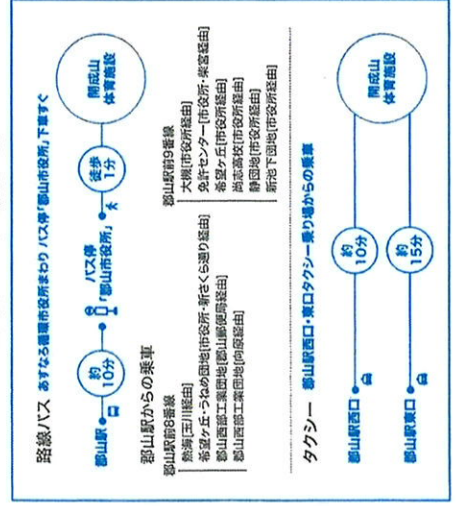 路線バス あすなろ循環市役所まわり バス停「郡山市役所」下車すぐ
郡山駅
約
10分
バス停
「郡山市役所」
徒歩
1分
開成山
体育施設
郡山駅からの乗車
郡山駅前8番線
熱海[玉川経由]
希望ヶ丘・うねめ団地[市役所・新さくら通り経由]
郡山西部工業団地[郡山郵便局経由]
郡山西部工業団地[向原経由]
郡山駅前9番線
大槻[市役所経由]
免許センター[市役所・柴宮経由]
希望ヶ丘[市役所経由]
尚志高校[市役所経由]
静団地[市役所経由]
新池下団地[市役所経由]
タクシー 郡山駅西口・東口タクシー乗り場からの乗車
郡山駅西口
約
10分
郡山駅東口
約
15分
開成山
体育施設